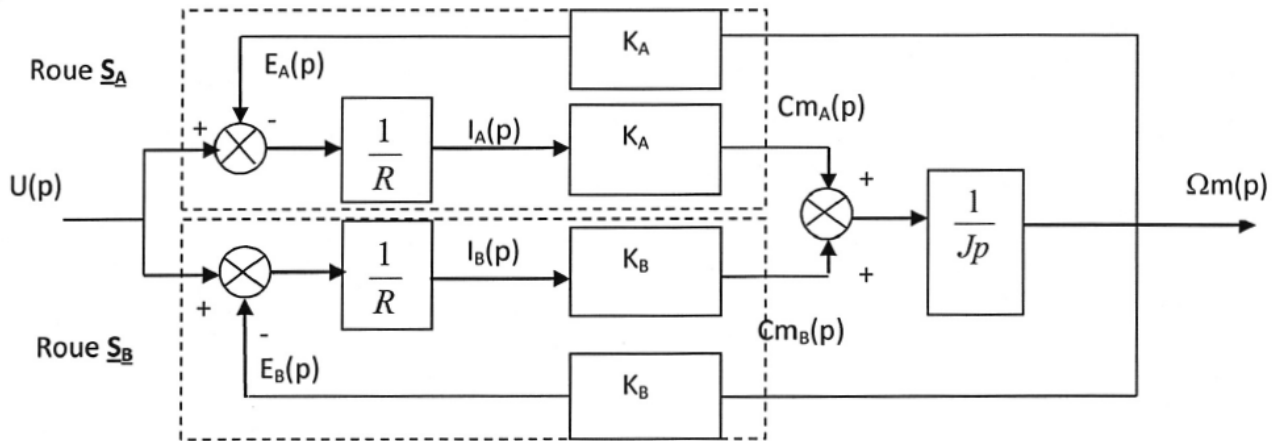 K_A
Roue S_A
E_A(p)
+
-
1/R
I_A(p)
K_A
Cm_A(p)
+
U(p)
1/Jp
Ωm(p)
1/R
I_B(p)
K_B
+
+
-
Cm_B(p)
Roue S_B
E_B(p)
K_B